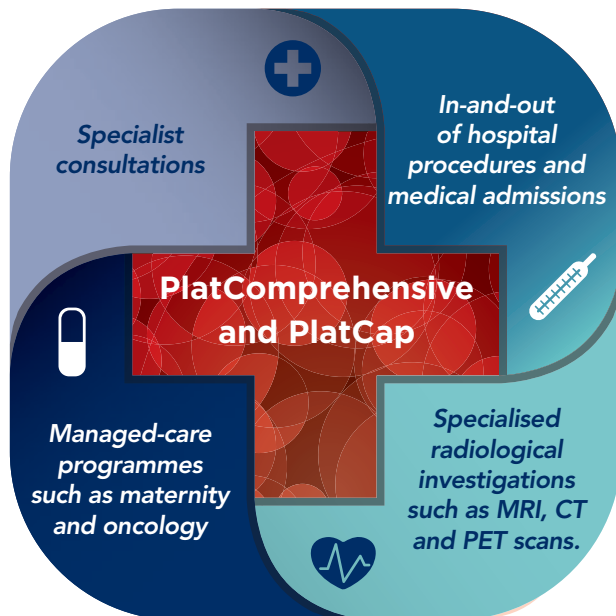 Specialist
consultations
In-and-out
of hospital
procedures and
medical admissions
PlatComprehensive
and PlatCap
Managed-care
programmes
such as maternity
and oncology
Specialised
radiological
investigations
such as MRI, CT
and PET scans.